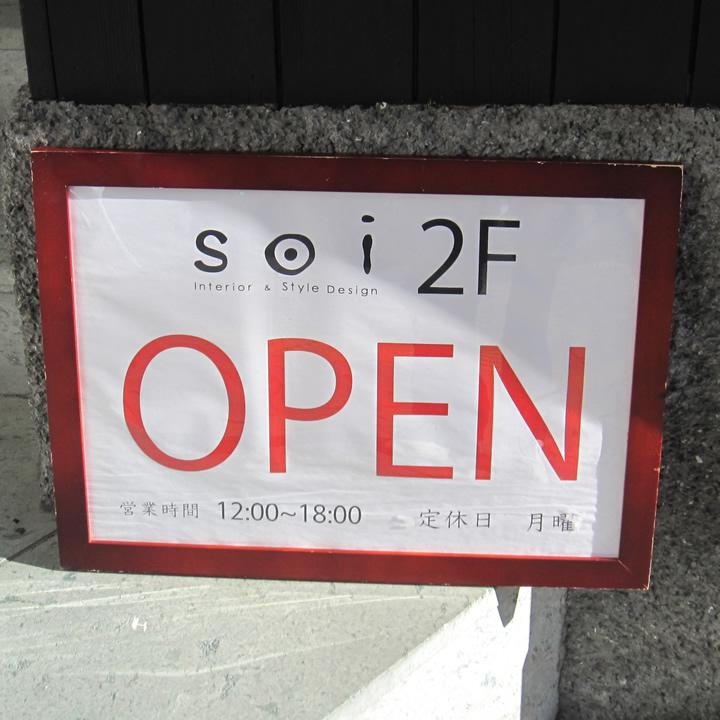 soi 2F
Interior & Style Design
OPEN
営業時間 12:00~18:00 定休日 月曜